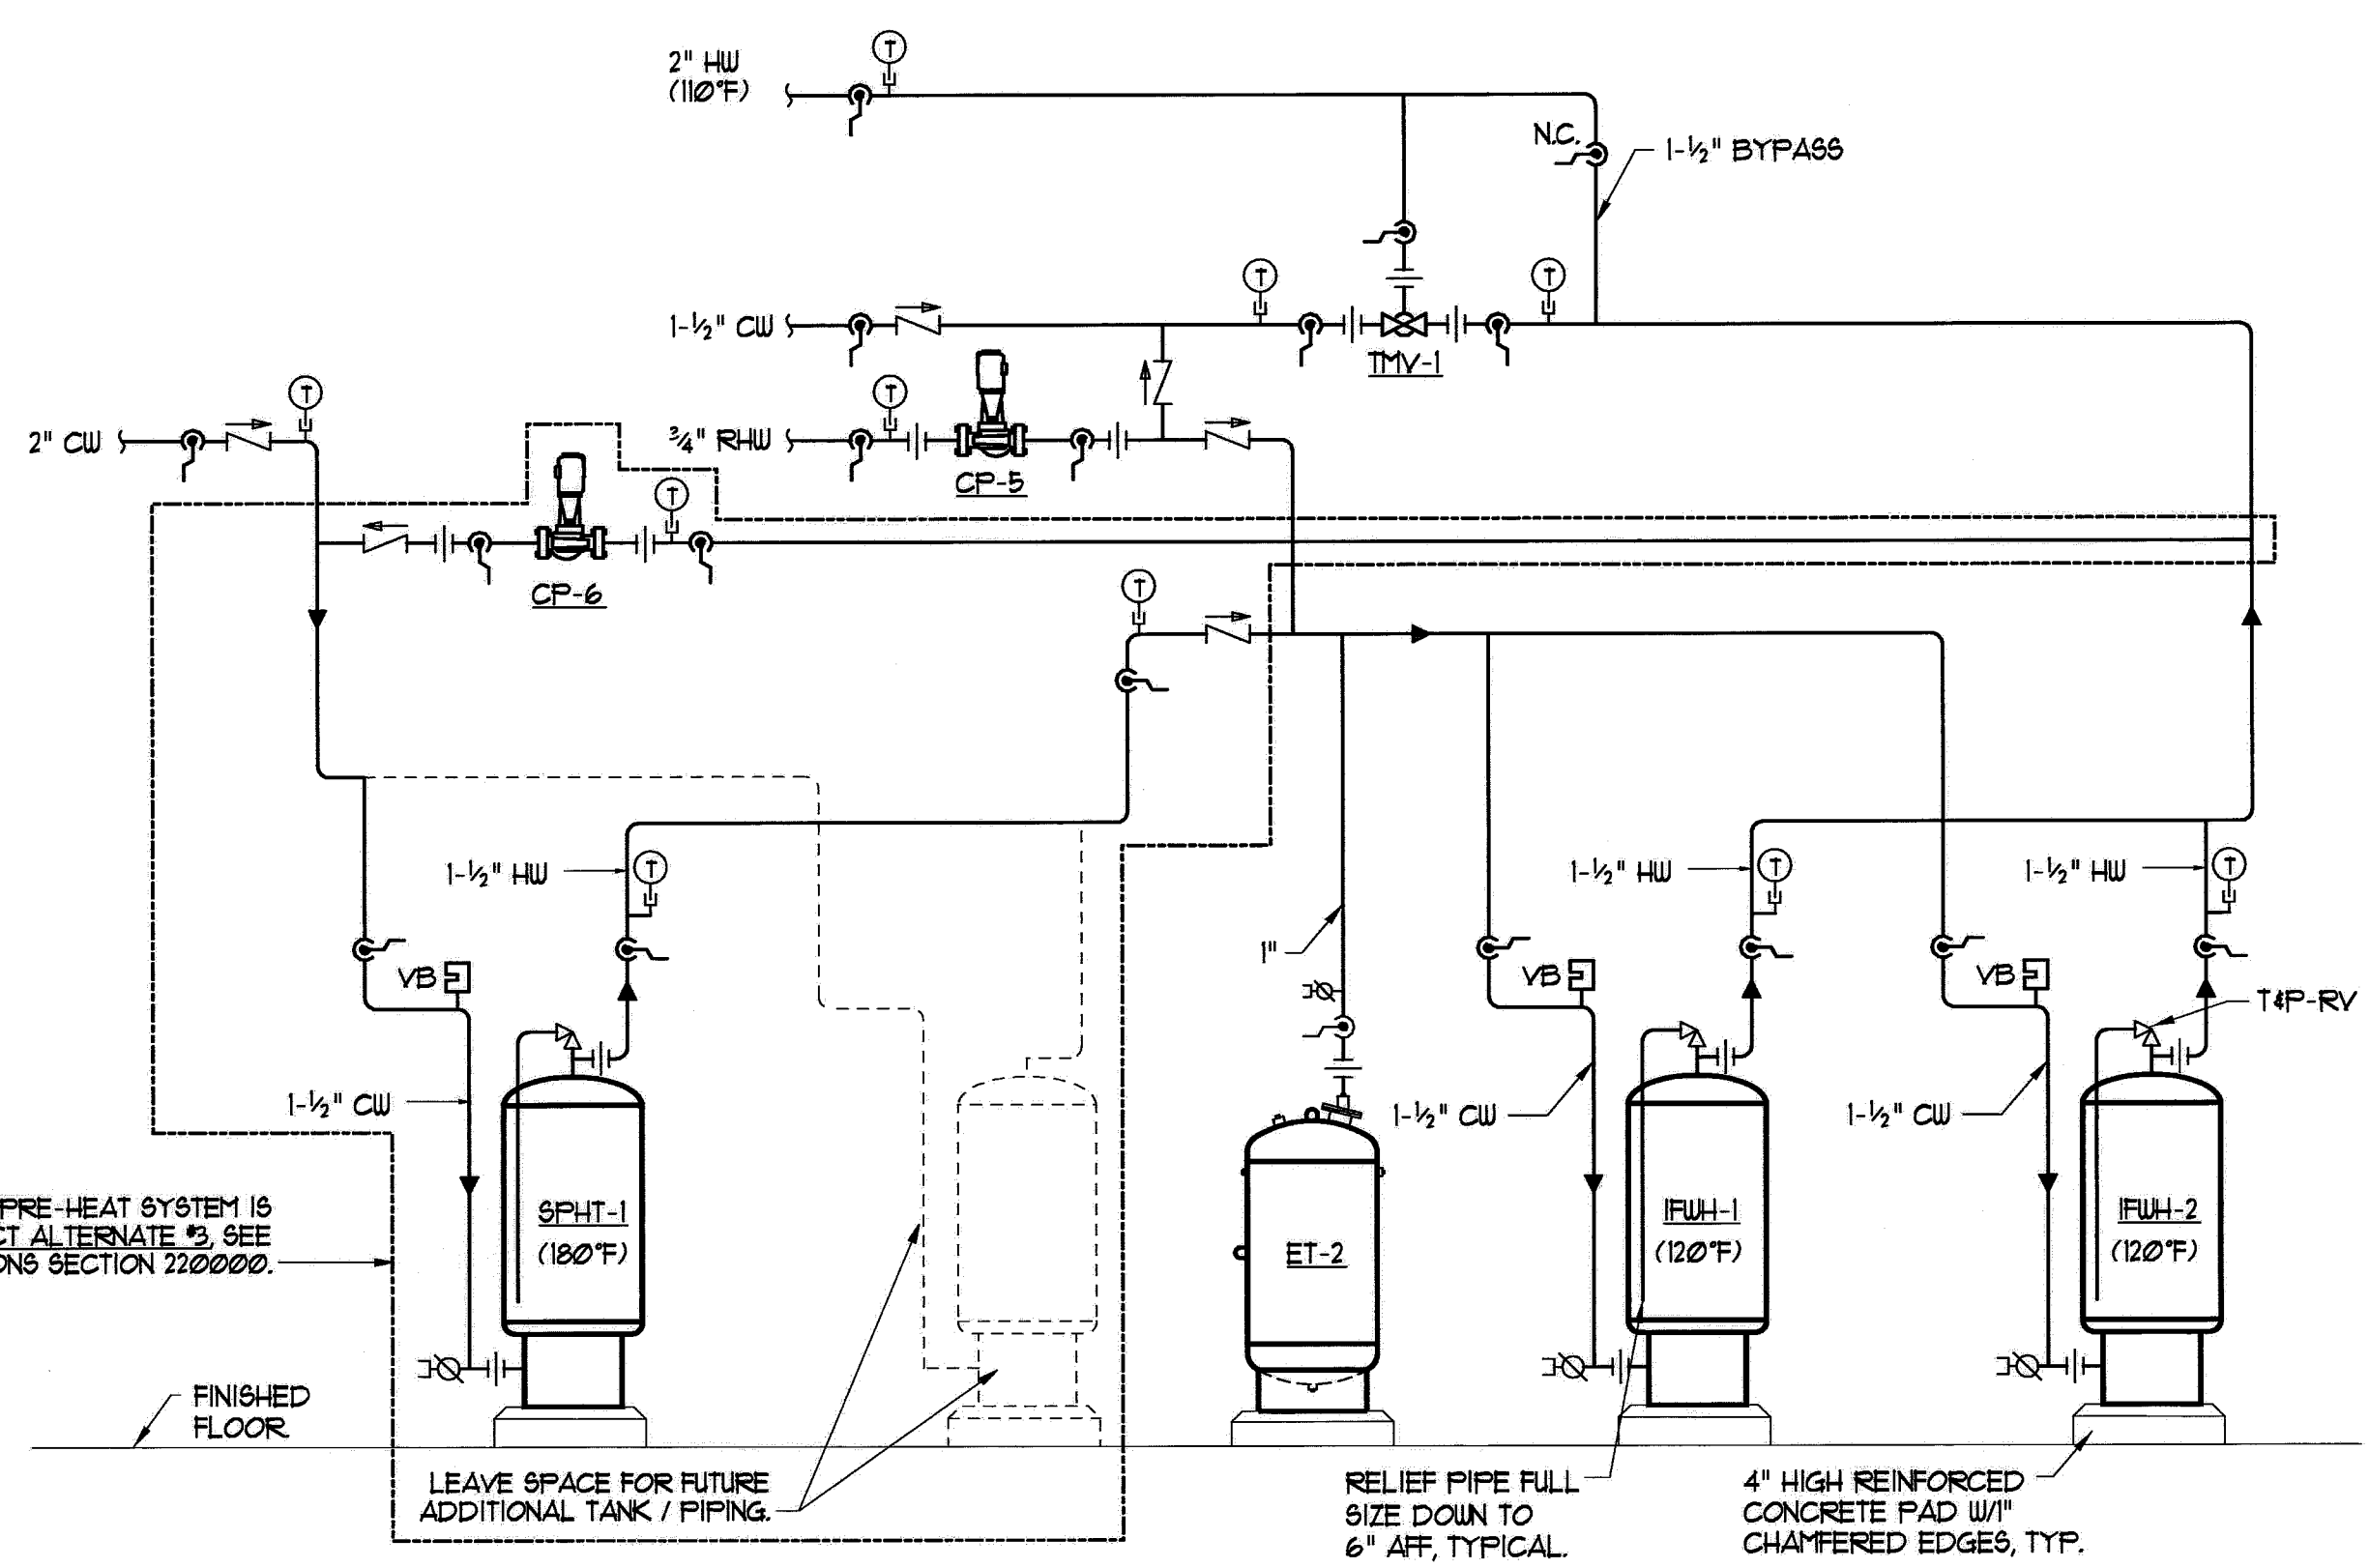 2" HW
(110°F)
T
N.C.
1-½" BYPASS
T
T
1-½" CW
TMV-1
T
T
2" CW
¾" RHW
CP-5
T
CP-6
T
1-½" HW
T
1-½" HW
T
1-½" HW
T
1"
VB
VB
VB
T&P-RV
1-½" CW
1-½" CW
1-½" CW
PRE-HEAT SYSTEM IS
CT ALTERNATE #3, SEE
ONS SECTION 220000.
SPHT-1
(180°F)
ET-2
IFWH-1
(120°F)
IFWH-2
(120°F)
FINISHED
FLOOR
LEAVE SPACE FOR FUTURE
ADDITIONAL TANK / PIPING.
RELIEF PIPE FULL
SIZE DOWN TO
6" AFF, TYPICAL.
4" HIGH REINFORCED
CONCRETE PAD W/1"
CHAMFERED EDGES, TYP.